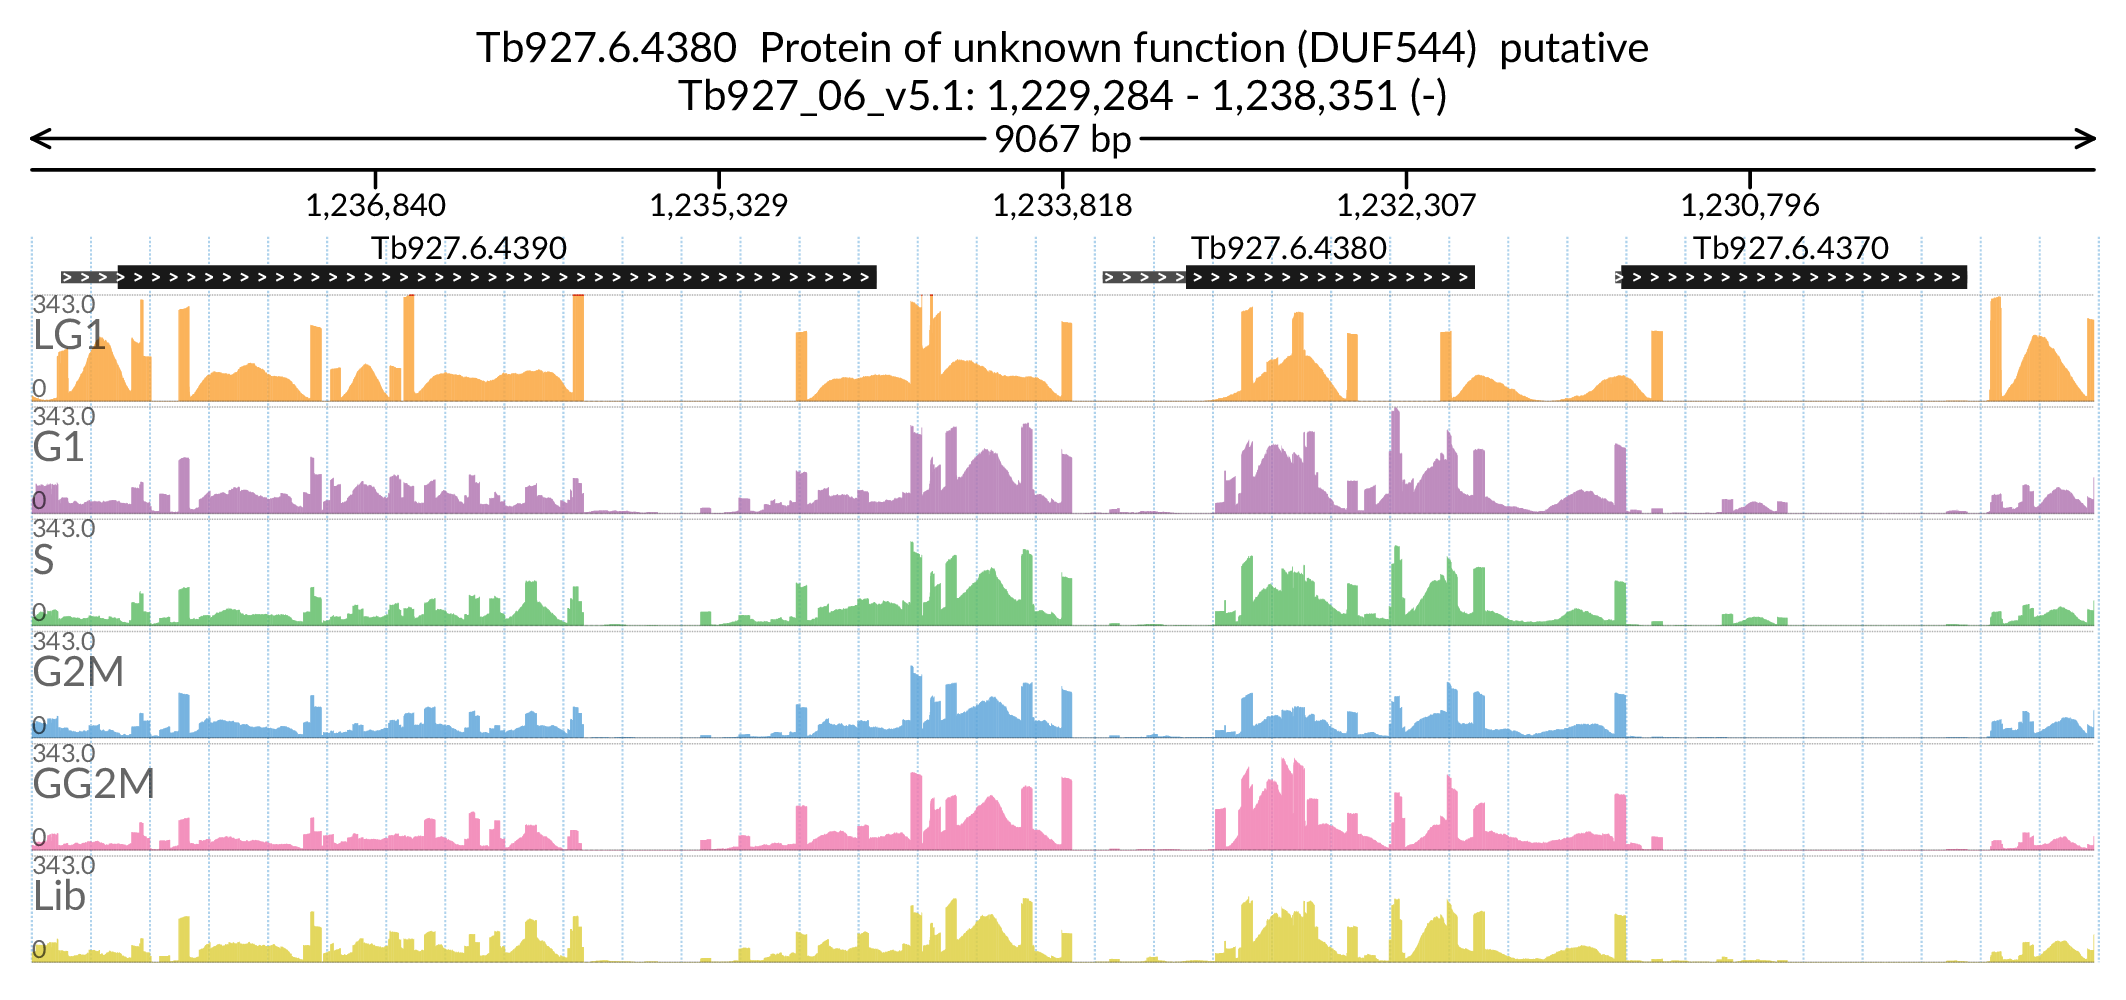 Tb927.6.4380  Protein of unknown function (DUF544)  putative
Tb927_06_v5.1: 1,229,284 - 1,238,351 (-)
9067 bp
1,236,840 1,235,329 1,233,818 1,232,307 1,230,796
Tb927.6.4390 Tb927.6.4380 Tb927.6.4370
343.0
LG1
0
343.0
G1
0
343.0
S
0
343.0
G2M
0
343.0
GG2M
0
343.0
Lib
0